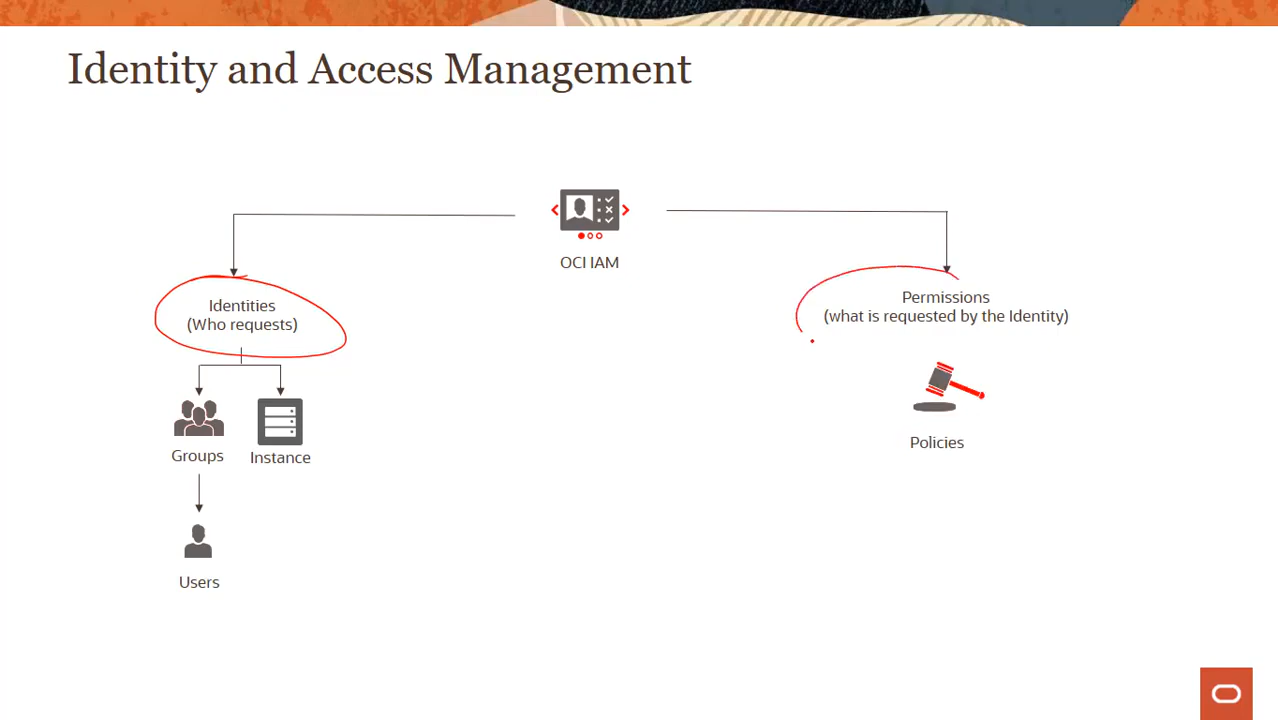 Identity and Access Management
OCI IAM
Identities
(Who requests)
Permissions
(what is requested by the Identity)
Groups
Instance
Policies
Users